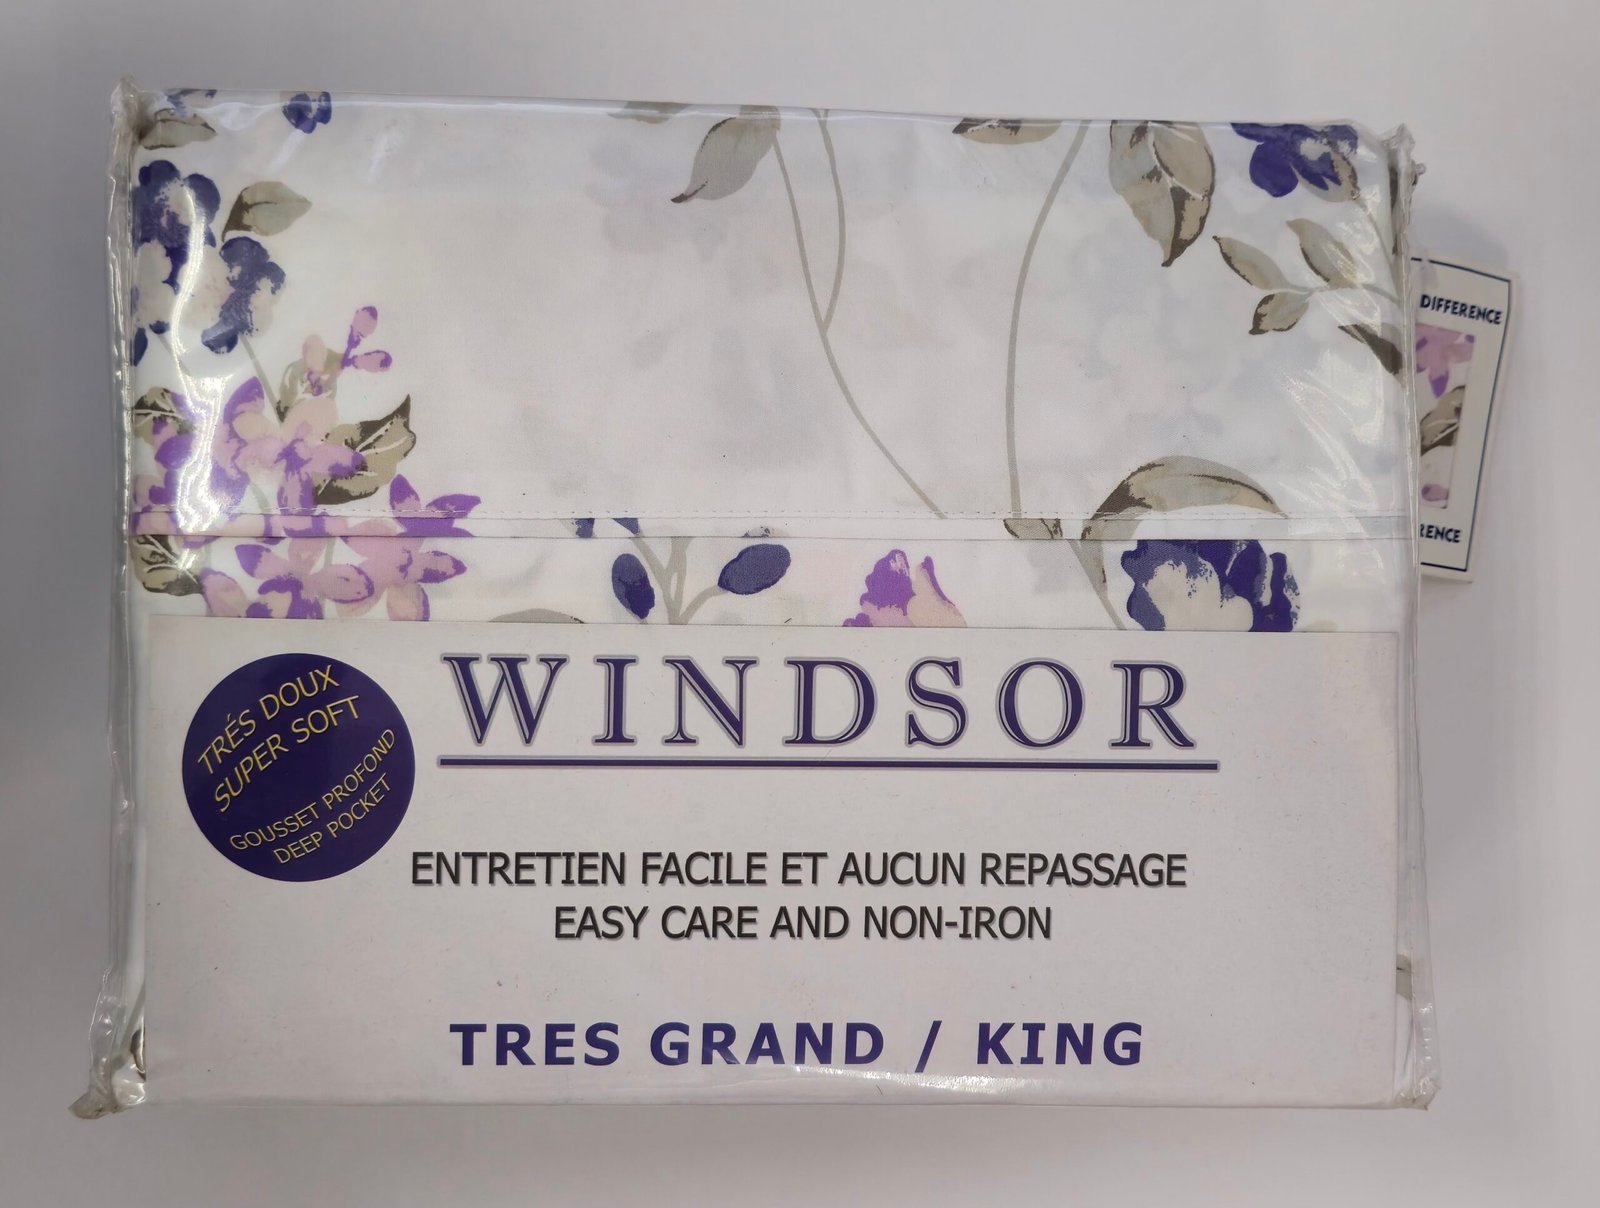 DIFFERENCE
RENCE
WINDSOR
TRÉS DOUX
SUPER SOFT
GOUSSET PROFOND
DEEP POCKET
ENTRETIEN FACILE ET AUCUN REPASSAGE
EASY CARE AND NON-IRON
TRES GRAND / KING